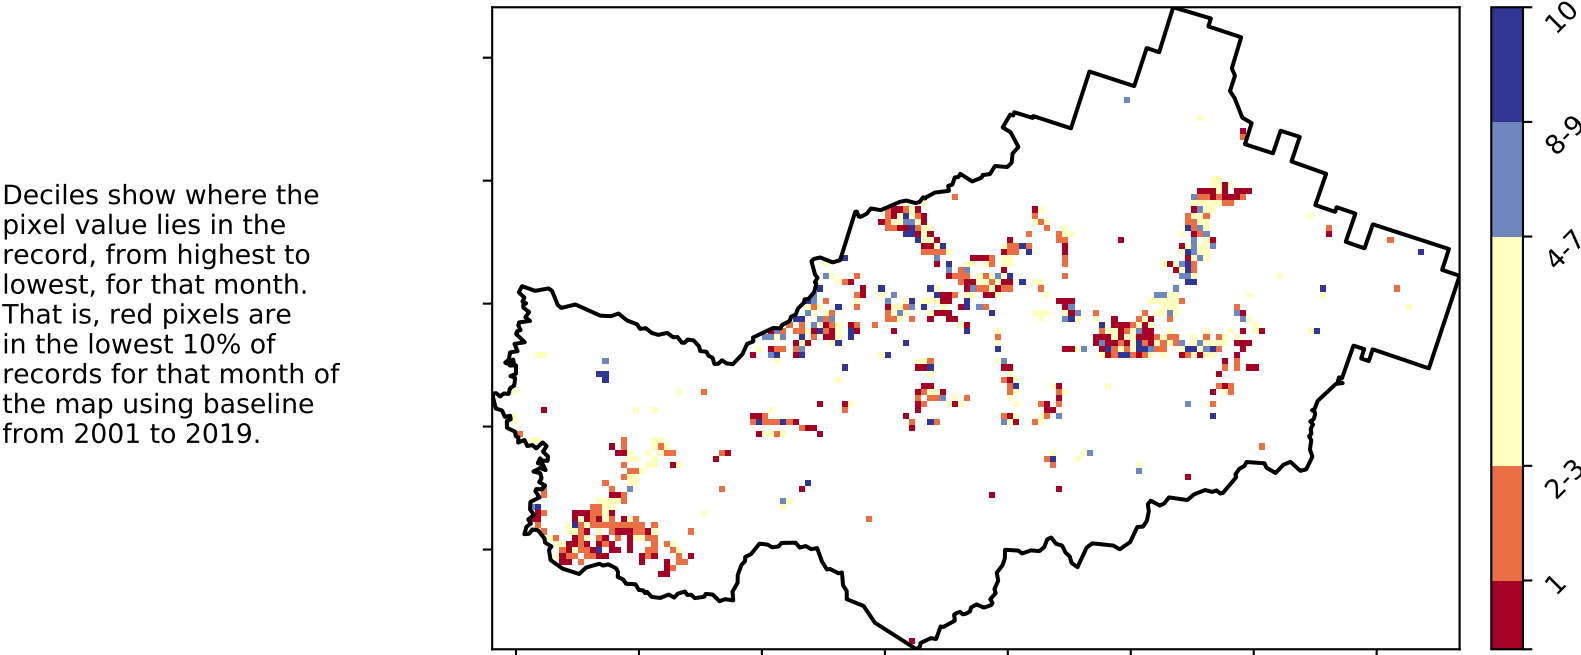 Deciles show where the
pixel value lies in the
record, from highest to
lowest, for that month.
That is, red pixels are
in the lowest 10% of
records for that month of
the map using baseline
from 2001 to 2019.
10
8-9
4-7
2-3
1